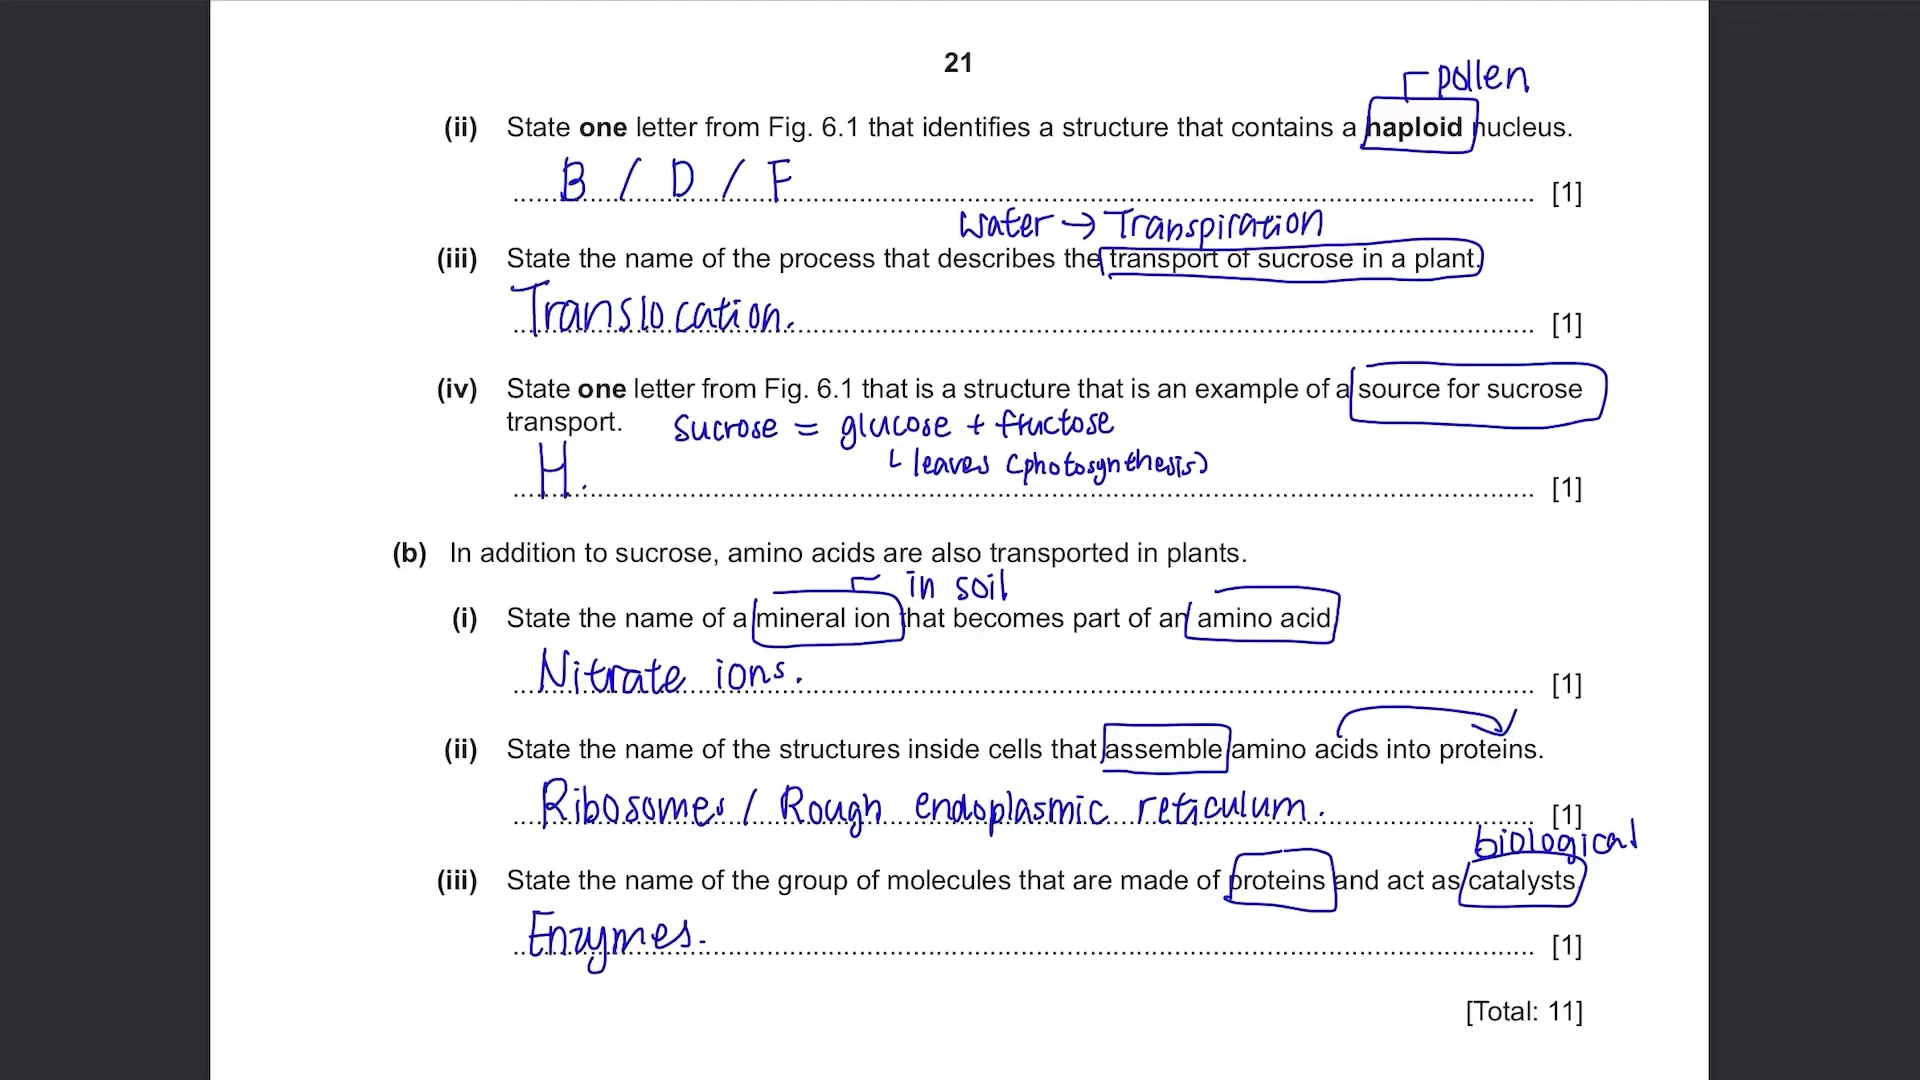 21
pollen
(ii) State one letter from Fig. 6.1 that identifies a structure that contains a haploid nucleus.
B / D / F [1]
Water → Transpiration
(iii) State the name of the process that describes the transport of sucrose in a plant.
Translocation. [1]
(iv) State one letter from Fig. 6.1 that is a structure that is an example of a source for sucrose
transport. Sucrose = glucose + fructose
leaves (photosynthesis)
H. [1]
(b) In addition to sucrose, amino acids are also transported in plants.
in soil
(i) State the name of a mineral ion that becomes part of an amino acid.
Nitrate ions. [1]
(ii) State the name of the structures inside cells that assemble amino acids into proteins.
Ribosomes / Rough endoplasmic reticulum. [1]
biological
(iii) State the name of the group of molecules that are made of proteins and act as catalysts.
Enzymes. [1]
[Total: 11]